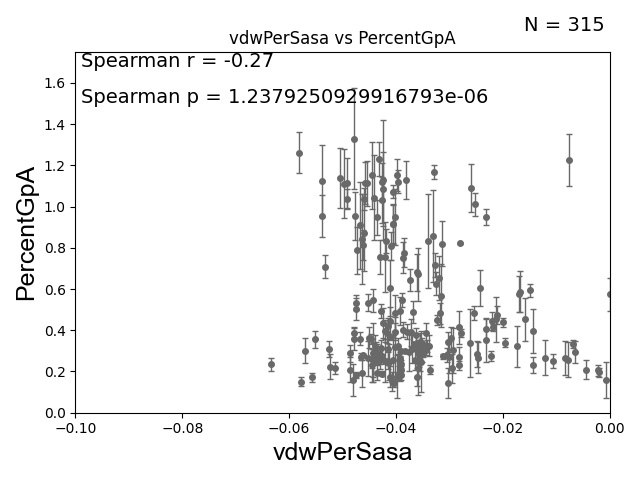 N = 315
vdwPerSasa vs PercentGpA
Spearman r = -0.27
Spearman p = 1.2379250929916793e-06
PercentGpA
1.6
1.4
1.2
1.0
0.8
0.6
0.4
0.2
0.0
−0.10
−0.08
−0.06
−0.04
−0.02
0.00
vdwPerSasa